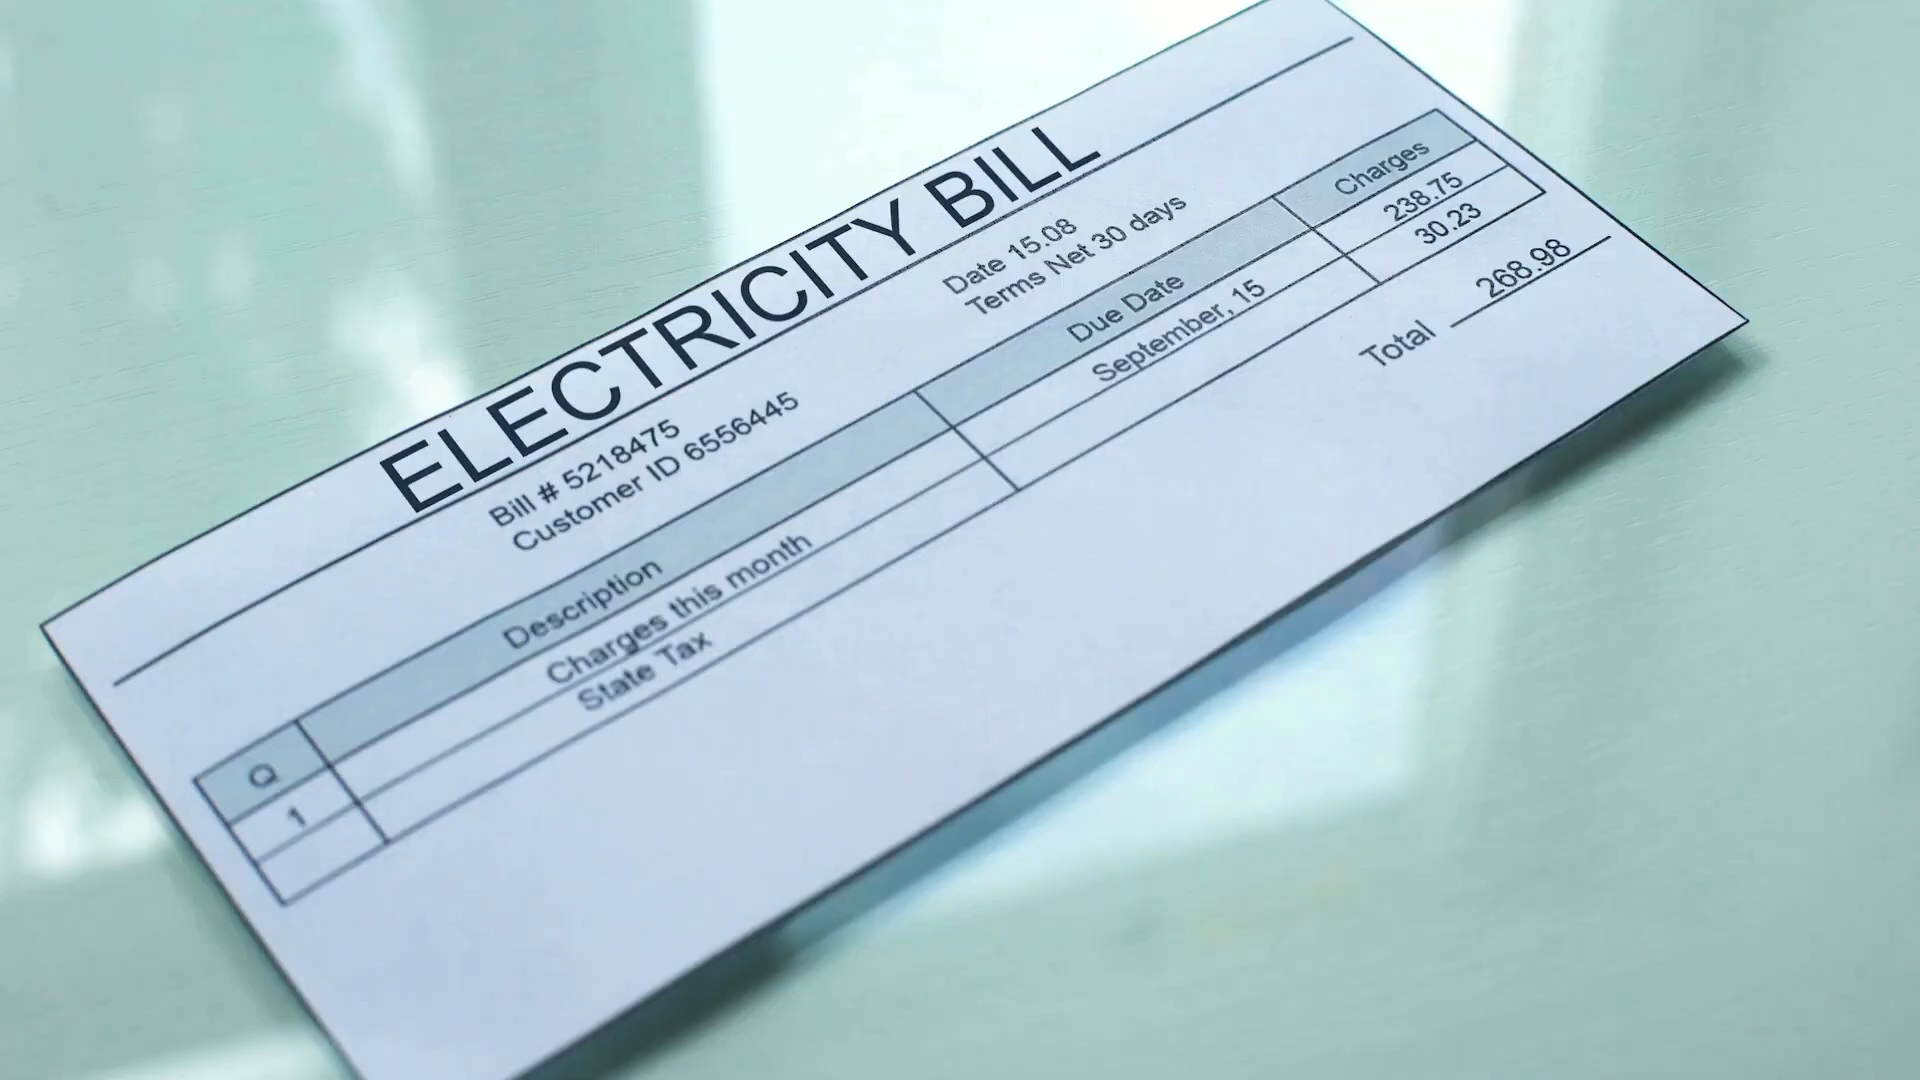 ELECTRICITY BILL
Bill # 5218475
Customer ID 6556445
Date 15.08
Terms Net 30 days
Q Description Due Date Charges
1 Charges this month September, 15 238.75
State Tax 30.23
Total 268.98